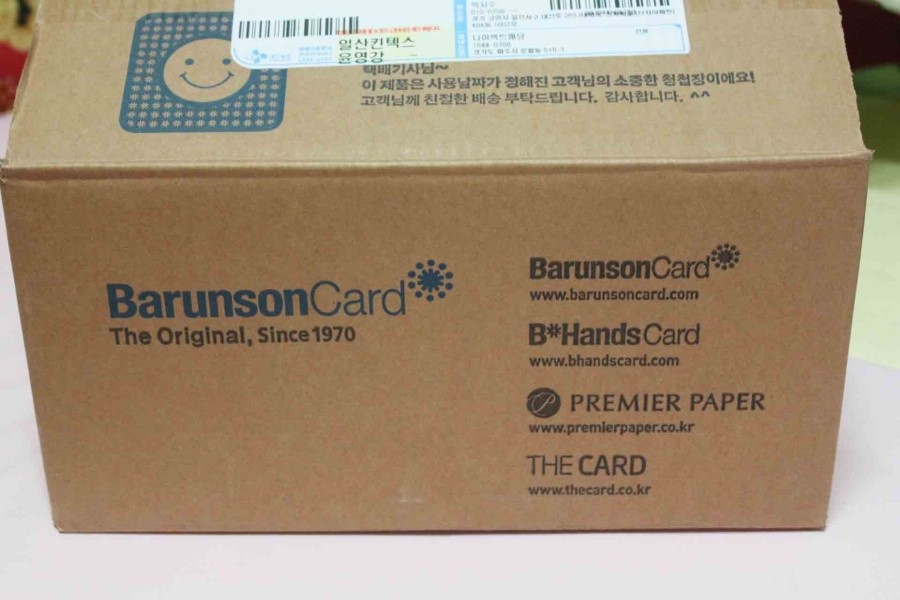 일산킨텍스
윤영강
1644-0708
택배기사님~
이 제품은 사용날짜가 정해진 고객님의 소중한 청첩장이에요!
고객님께 친절한 배송 부탁드립니다. 감사합니다. ^^
BarunsonCard
The Original, Since 1970
BarunsonCard
www.barunsoncard.com
B*HandsCard
www.bhandscard.com
PREMIER PAPER
www.premierpaper.co.kr
THE CARD
www.thecard.co.kr